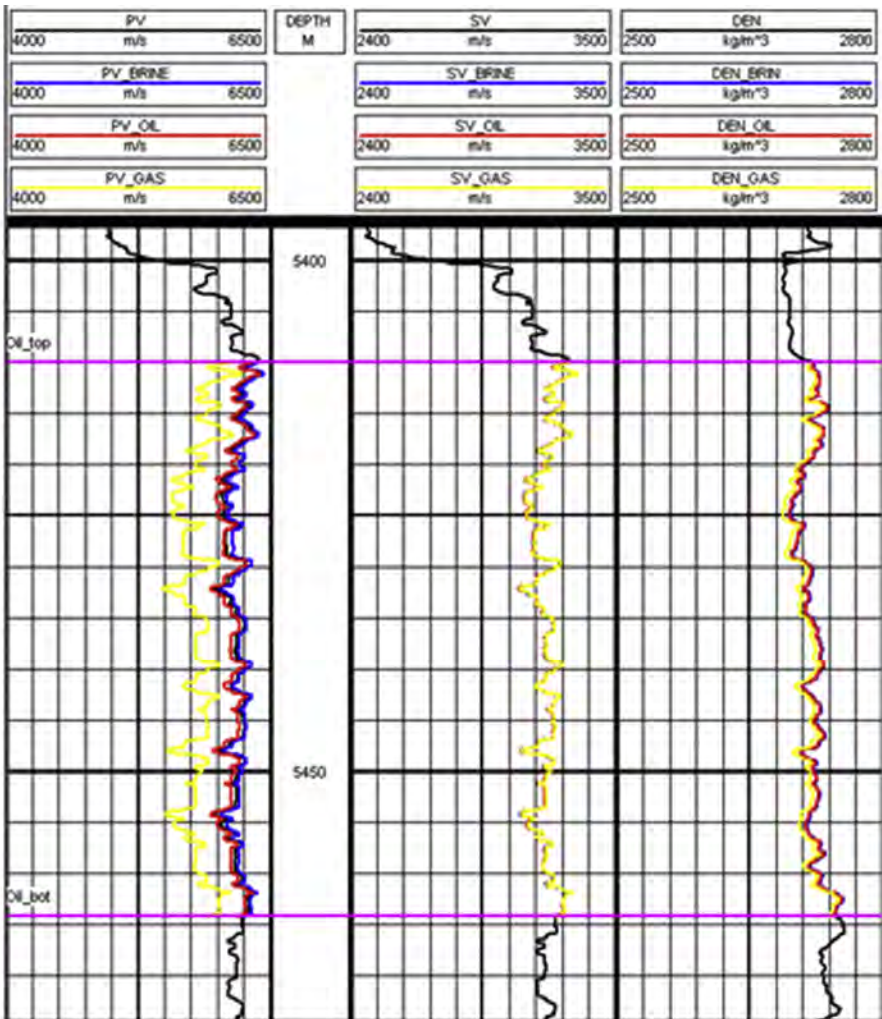 PV DEPTH SV DEN
4000 m/s 6500 M 2400 m/s 3500 2500 kg/m^3 2800
PV_BRINE SV_BRINE DEN_BRIN
4000 m/s 6500 2400 m/s 3500 2500 kg/m^3 2800
PV_OIL SV_OIL DEN_OIL
4000 m/s 6500 2400 m/s 3500 2500 kg/m^3 2800
PV_GAS SV_GAS DEN_GAS
4000 m/s 6500 2400 m/s 3500 2500 kg/m^3 2800
5400
Oil_top
5450
Oil_bot